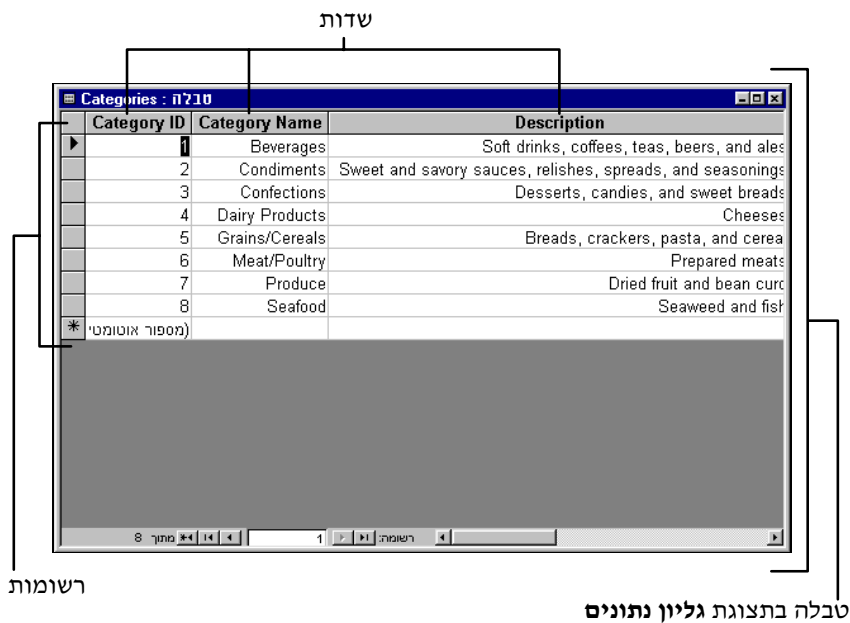 שדות
Categories : טבלה
Category ID Category Name Description
1 Beverages Soft drinks, coffees, teas, beers, and ales
2 Condiments Sweet and savory sauces, relishes, spreads, and seasonings
3 Confections Desserts, candies, and sweet breads
4 Dairy Products Cheeses
5 Grains/Cereals Breads, crackers, pasta, and cerea
6 Meat/Poultry Prepared meats
7 Produce Dried fruit and bean curd
8 Seafood Seaweed and fish
(מספור אוטומטי
רשומה: 1 מתוך 8
רשומות
טבלה בתצוגת גליון נתונים